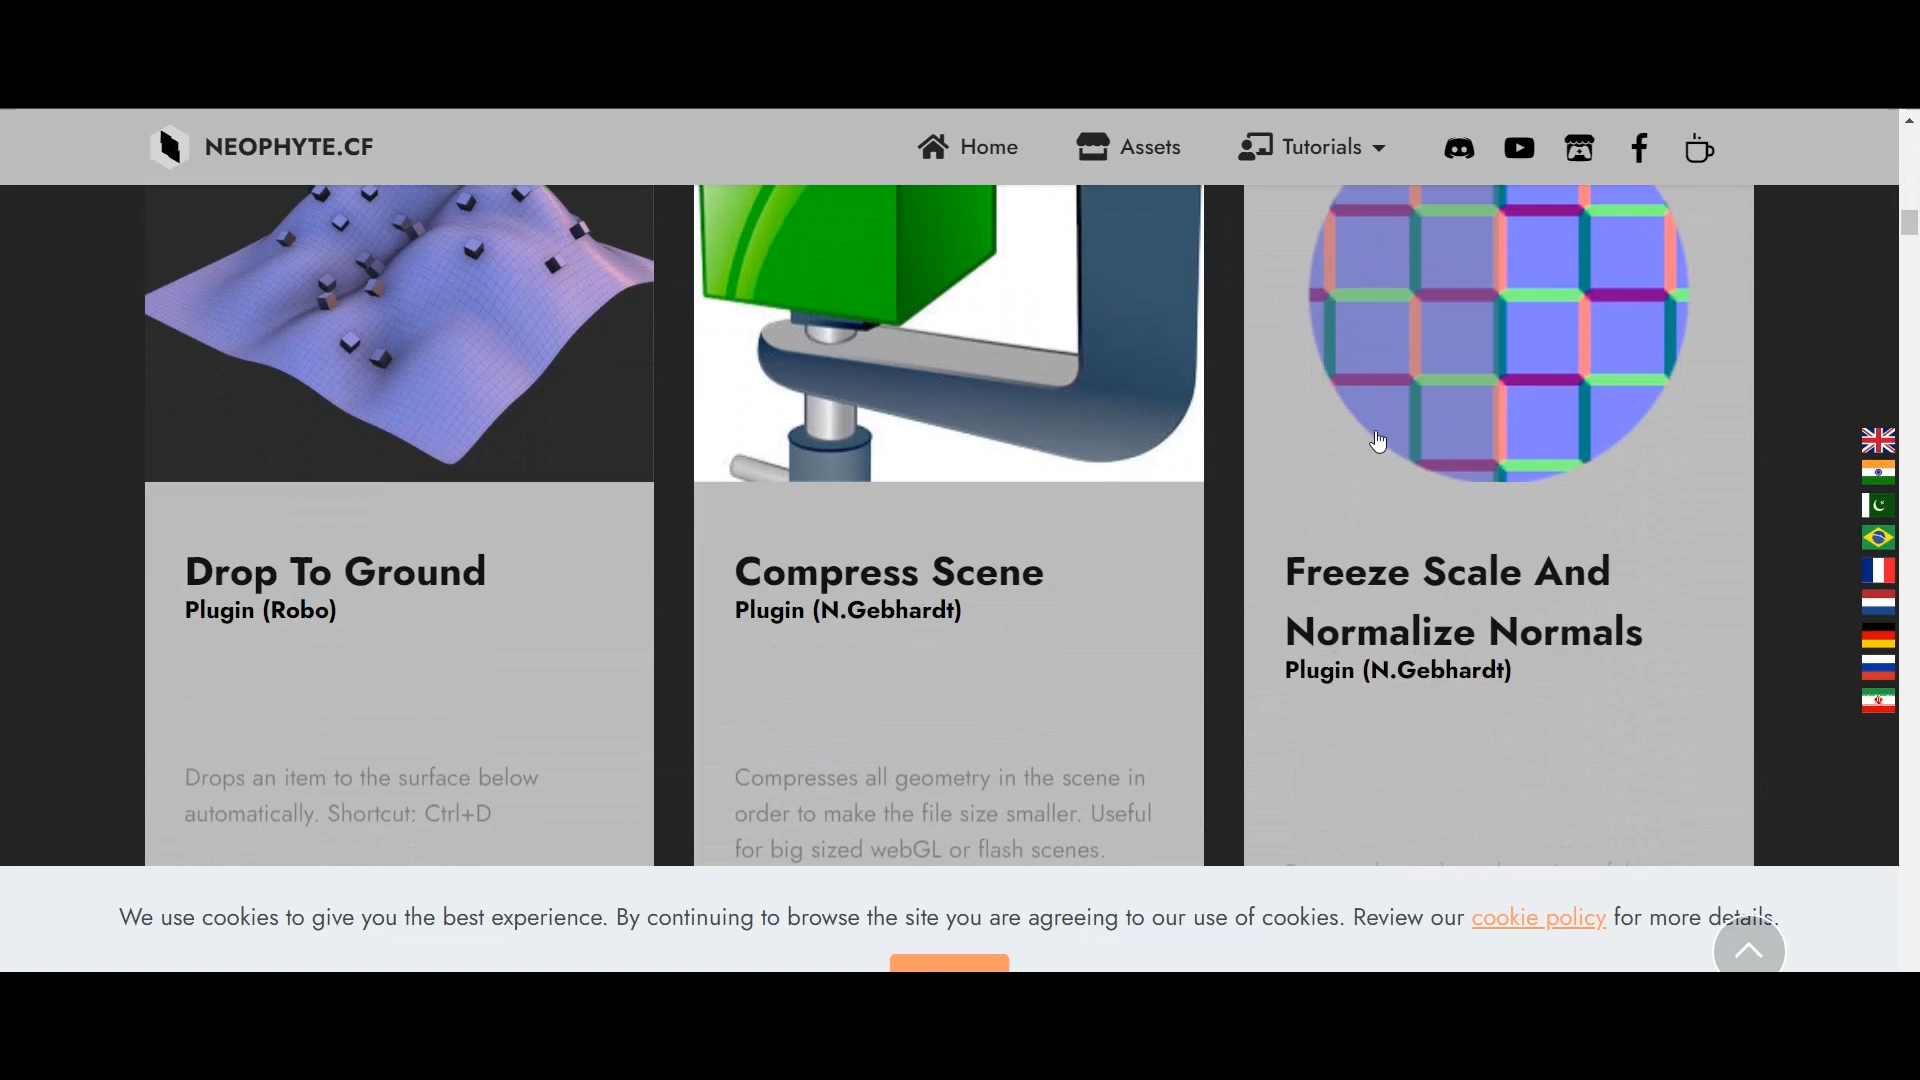 NEOPHYTE.CF
Home
Assets
Tutorials
Drop To Ground
Plugin (Robo)
Drops an item to the surface below
automatically. Shortcut: Ctrl+D
Compress Scene
Plugin (N.Gebhardt)
Compresses all geometry in the scene in
order to make the file size smaller. Useful
for big sized webGL or flash scenes.
Freeze Scale And
Normalize Normals
Plugin (N.Gebhardt)
We use cookies to give you the best experience. By continuing to browse the site you are agreeing to our use of cookies. Review our cookie policy for more details.